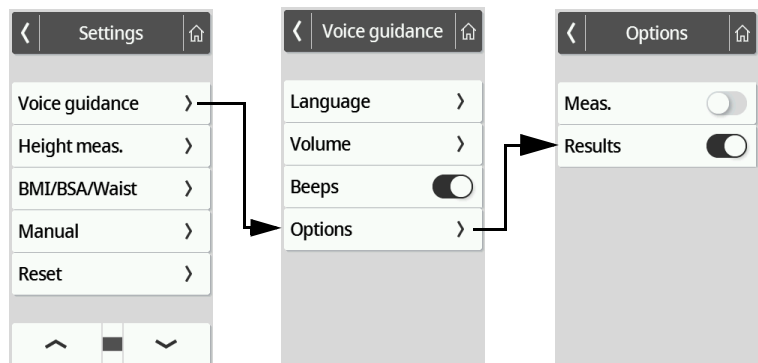 Settings
Voice guidance
Height meas.
BMI/BSA/Waist
Manual
Reset
Voice guidance
Language
Volume
Beeps
Options
Options
Meas.
Results